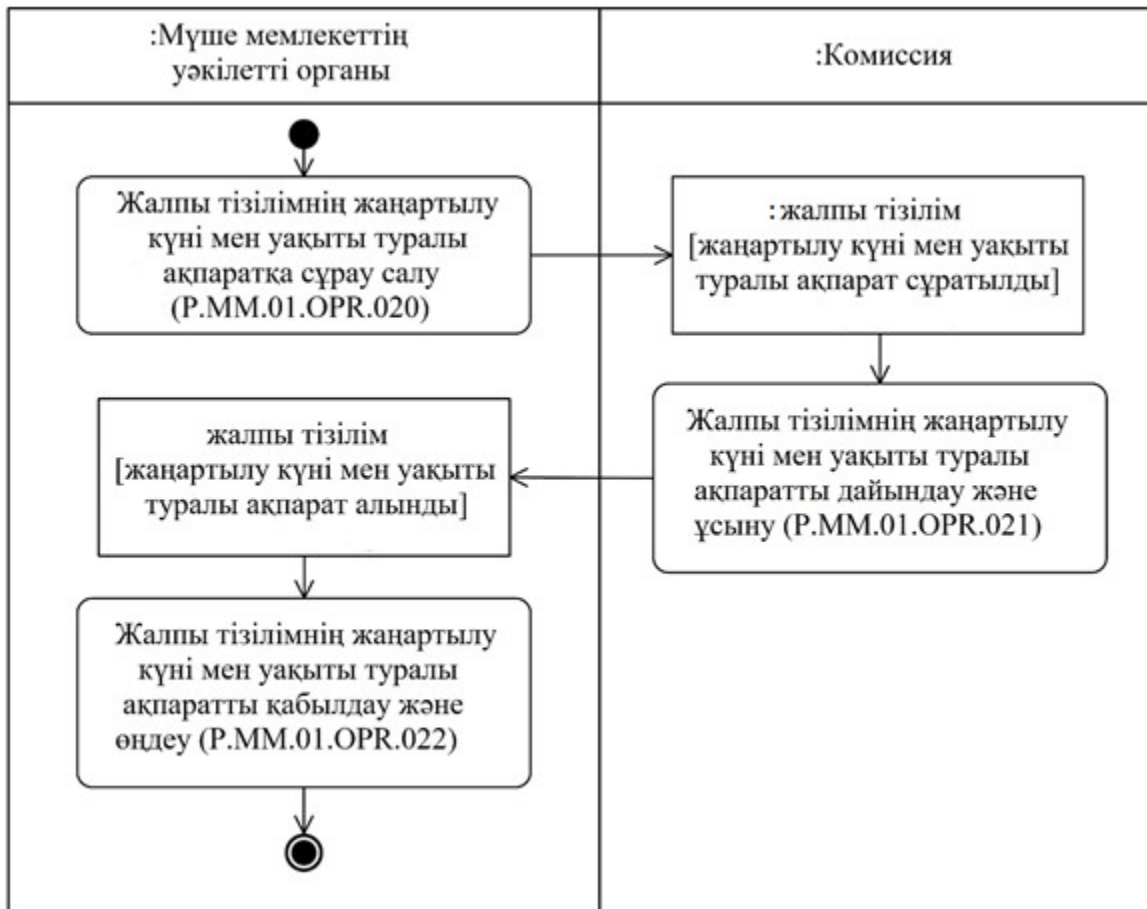 :Мүше мемлекеттің
уәкілетті органы
:Комиссия
Жалпы тізілімнің жаңартылу
күні мен уақыты туралы
ақпаратқа сұрау салу
(P.MM.01.OPR.020)
:жалпы тізілім
[жаңартылу күні мен уақыты
туралы ақпарат сұратылды]
Жалпы тізілімнің жаңартылу
күні мен уақыты туралы
ақпаратты дайындау және
ұсыну (P.MM.01.OPR.021)
жалпы тізілім
[жаңартылу күні мен уақыты
туралы ақпарат алынды]
Жалпы тізілімнің жаңартылу
күні мен уақыты туралы
ақпаратты қабылдау және
өңдеу (P.MM.01.OPR.022)